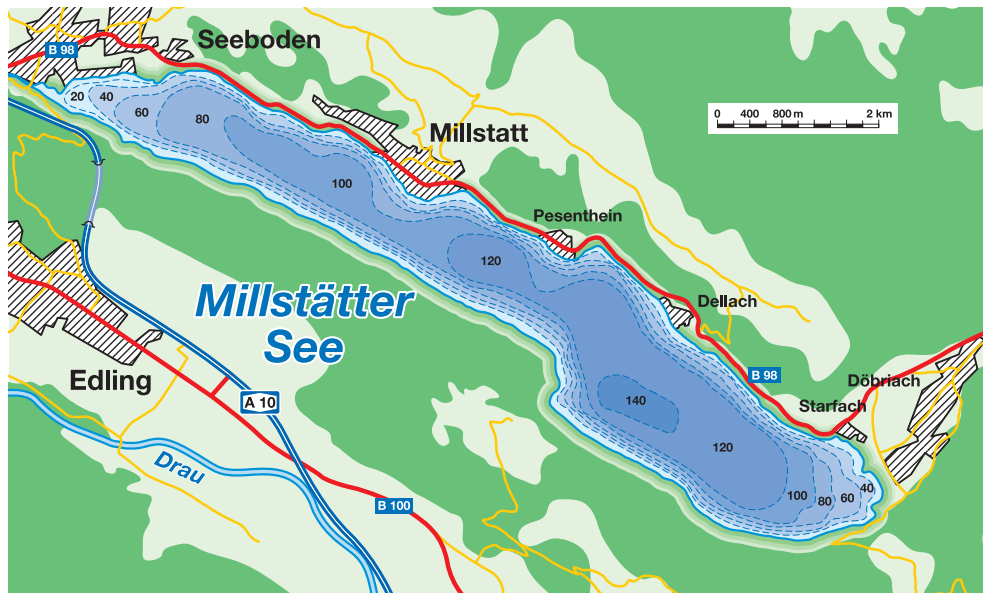 Seeboden
B 98
20
40
60
80
0 400 800 m 2 km
Millstatt
100
Pesenthein
120
Millstätter
See
Dellach
Edling
B 98
Döbriach
A 10
140
Starfach
120
Drau
100
80
60
40
B 100